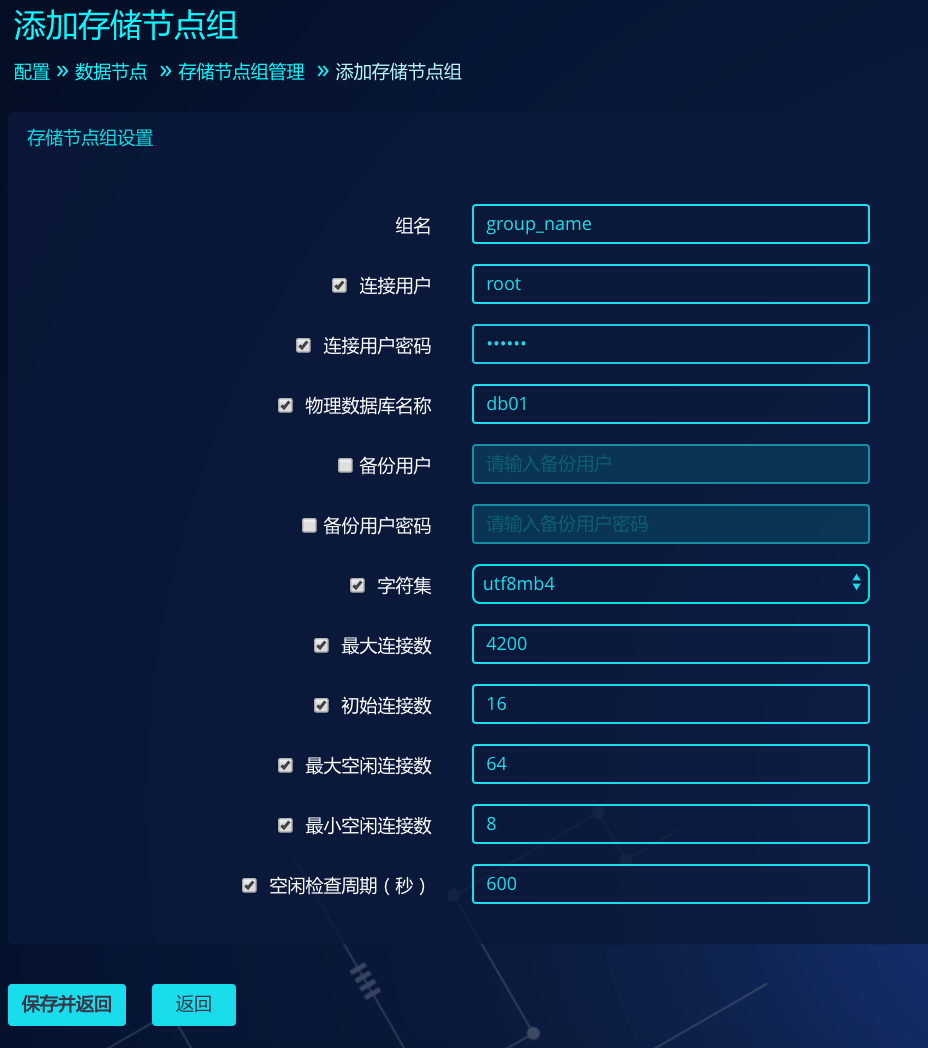 添加存储节点组
配置 » 数据节点 » 存储节点组管理 » 添加存储节点组
存储节点组设置
组名 group_name
连接用户 root
连接用户密码 ••••••
物理数据库名称 db01
备份用户 请输入备份用户
备份用户密码 请输入备份用户密码
字符集 utf8mb4
最大连接数 4200
初始连接数 16
最大空闲连接数 64
最小空闲连接数 8
空闲检查周期（秒） 600
保存并返回 返回